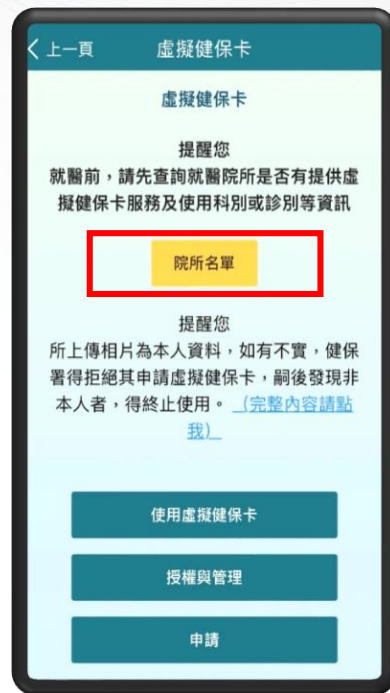 上一頁 虛擬健保卡
虛擬健保卡
提醒您
就醫前，請先查詢就醫院所是否有提供虛
擬健保卡服務及使用科別或診別等資訊
院所名單
提醒您
所上傳相片為本人資料，如有不實，健保
署得拒絕其申請虛擬健保卡，嗣後發現非
本人者，得終止使用。（完整內容請點
我）
使用虛擬健保卡
授權與管理
申請